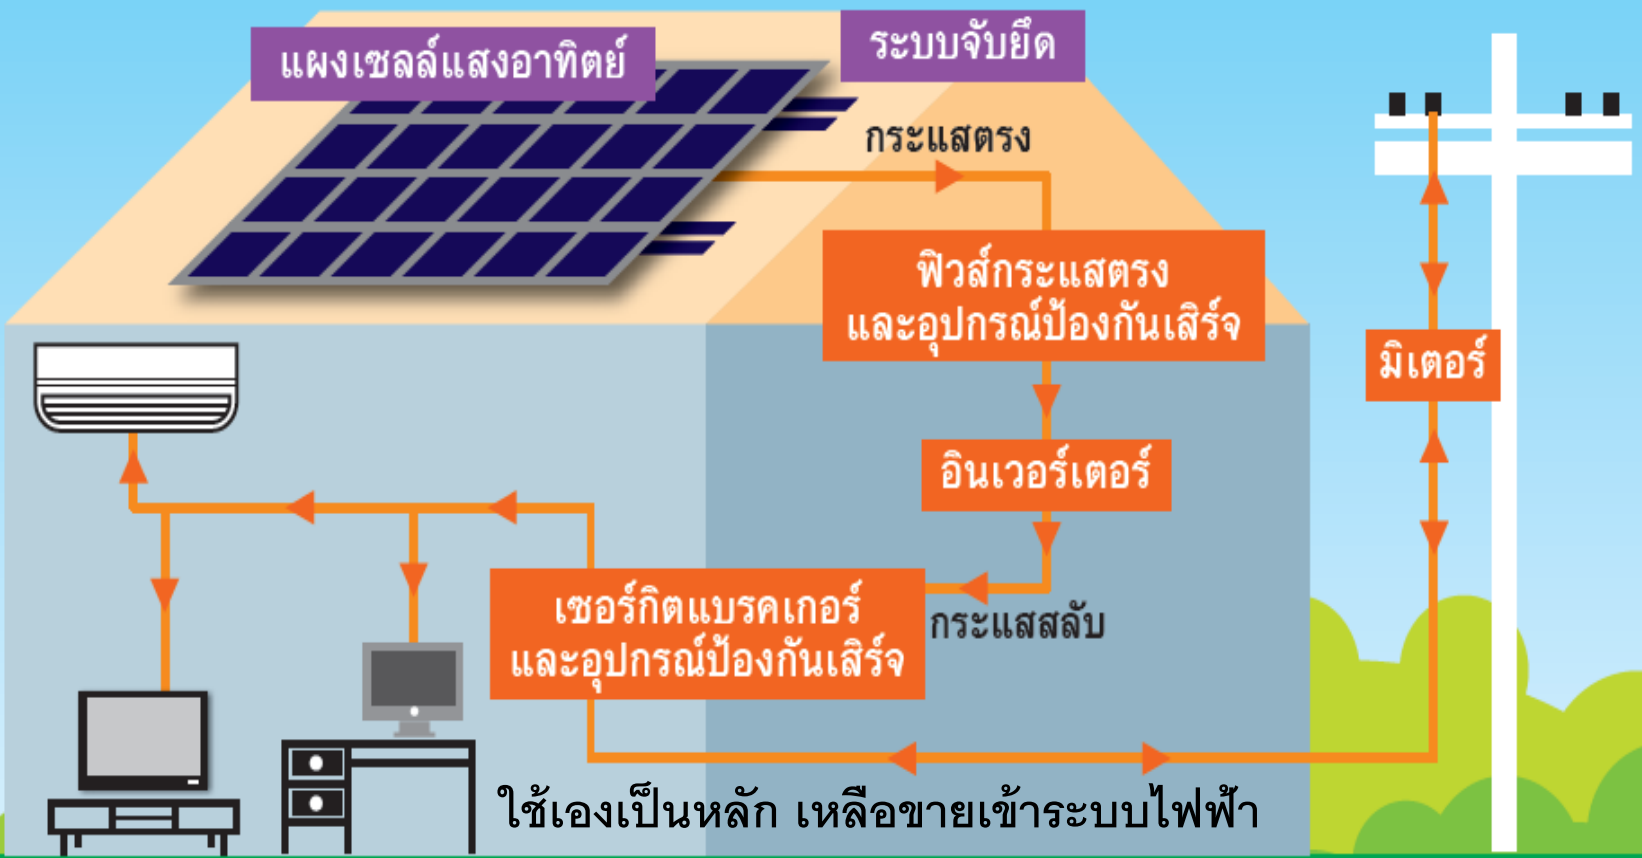 แผงเซลล์แสงอาทิตย์
ระบบจับยึด
กระแสตรง
ฟิวส์กระแสตรง
และอุปกรณ์ป้องกันเสิร์จ
มิเตอร์
อินเวอร์เตอร์
เซอร์กิตแบรคเกอร์
และอุปกรณ์ป้องกันเสิร์จ
กระแสสลับ
ใช้เองเป็นหลัก เหลือขายเข้าระบบไฟฟ้า